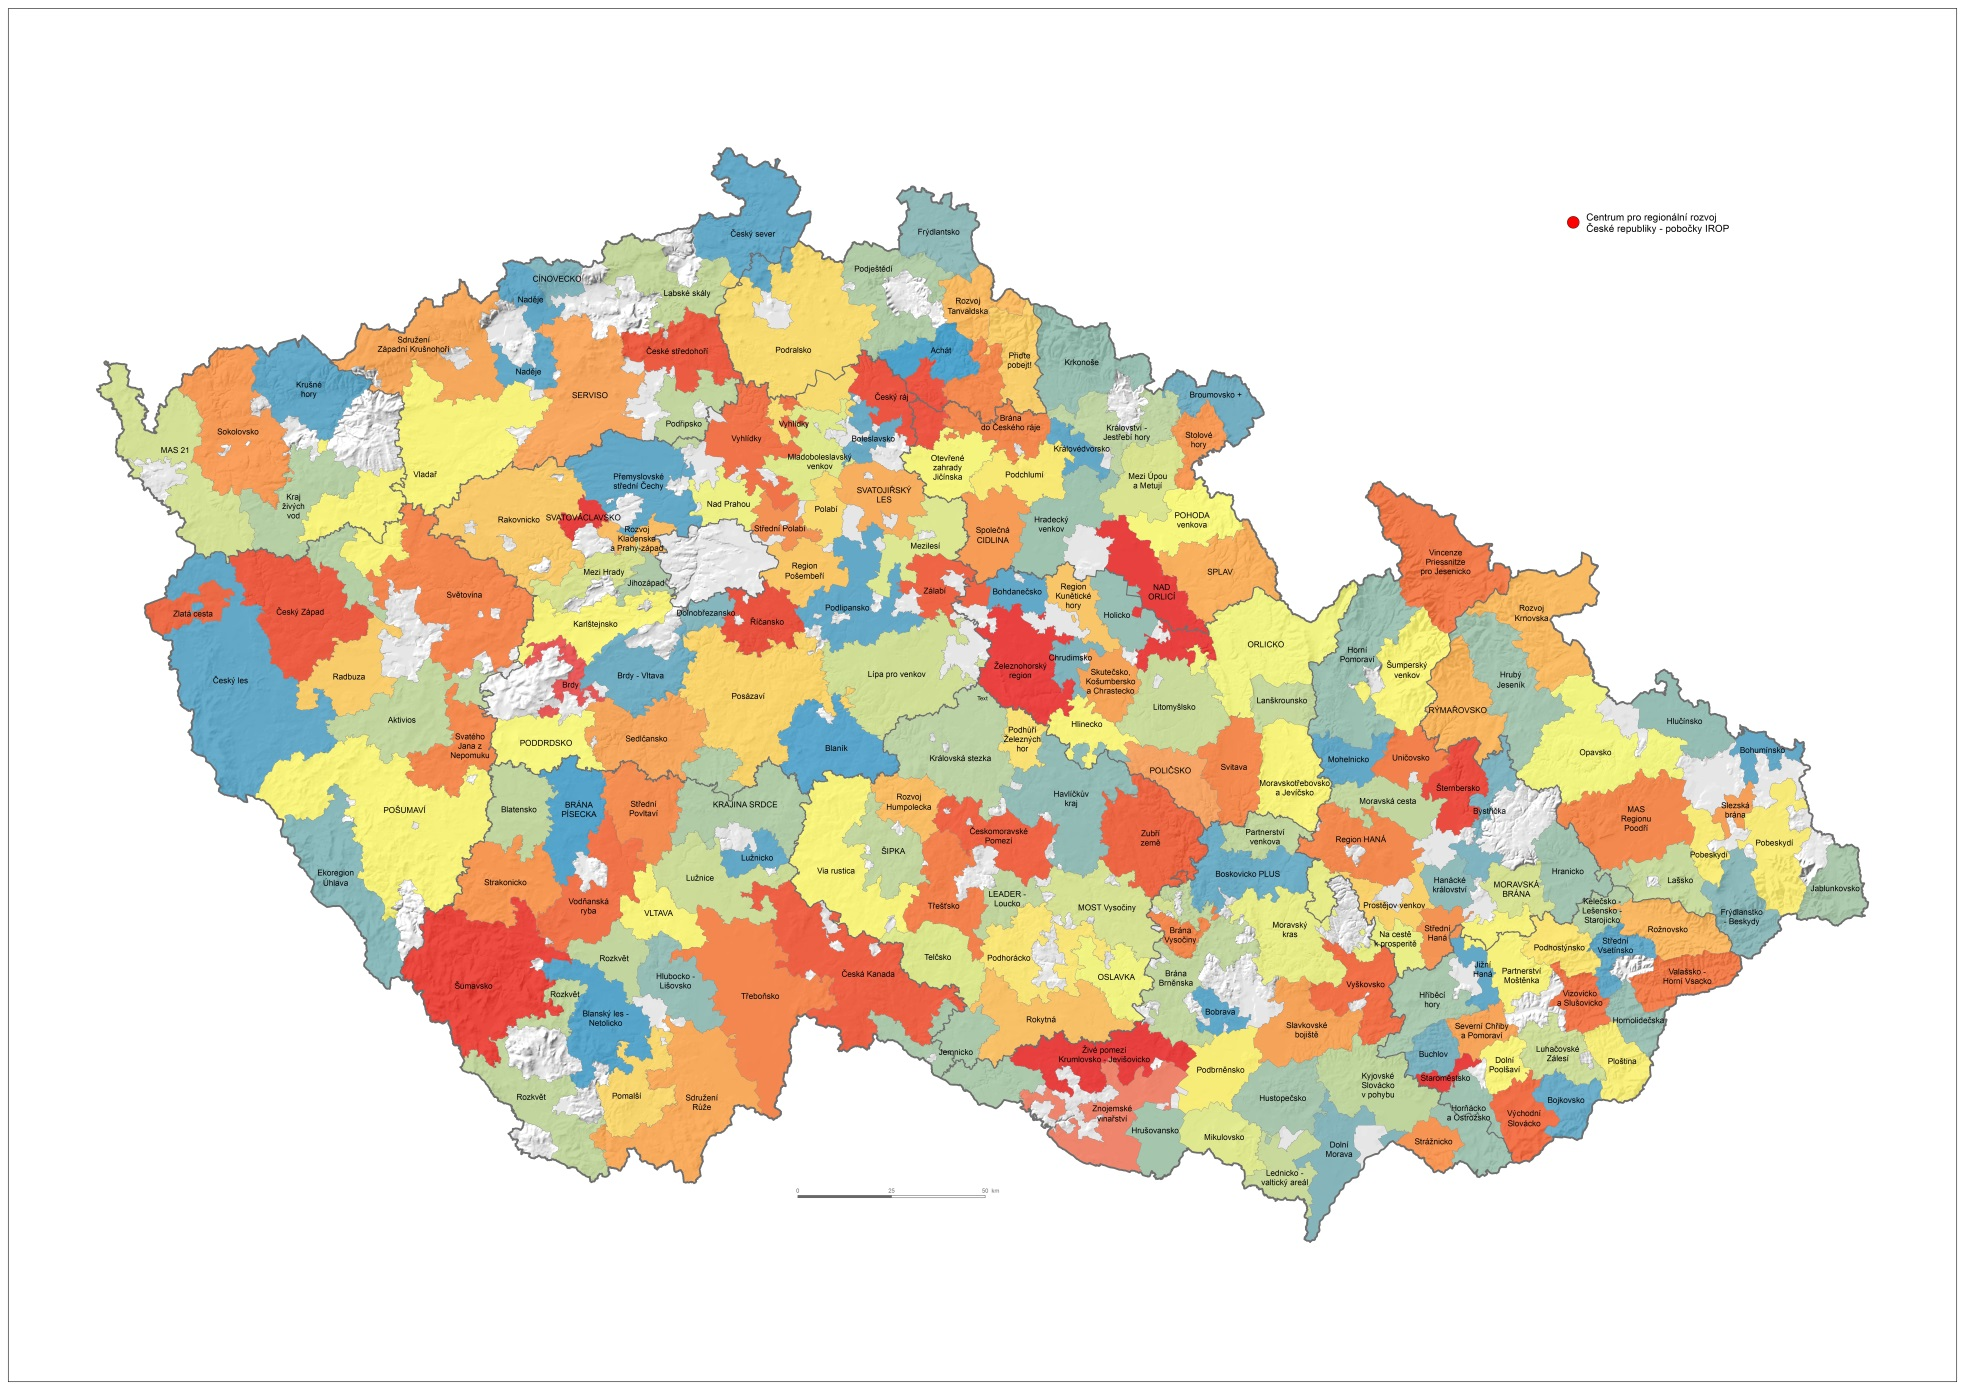 Centrum pro regionální rozvoj
České republiky - pobočky IROP
Český sever
Frýdlantsko
Podještědí
CÍNOVECKO
Naděje
Labské skály
Rozvoj
Tanvaldska
Sdružení
Západní Krušnohoří
České středohoří
Podralsko
Achát
Přiďte
pobejt!
Krkonoše
Naděje
Krušné
hory
SERVISO
Český ráj
Broumovsko +
Sokolovsko
Podřipsko
Vyhlídky
Vyhlídky
Boleslavsko
Brána
do Českého ráje
Království -
Jestřebí hory
Stolové
hory
MAS 21
Vladař
Mladoboleslavský
venkov
Otevřené
zahrady
Jičínska
Podchlumí
Královédvorsko
Přemyslovské
střední Čechy
Mezi Úpou
a Metují
Kraj
živých
vod
Nad Prahou
SVATOJIŘSKÝ
LES
Polabí
Rakovnicko
SVATOVÁCLAVSKO
Rozvoj
Kladenska
a Prahy-západ
Střední Polabí
Společná
CIDLINA
Hradecký
venkov
POHODA
venkova
Mezilesí
Mezi Hrady
Jihozápad
Region
Pošembeří
SPLAV
Vincenze
Priessnitze
pro Jesenicko
Zlatá cesta
Český Západ
Světovina
Karlštejnsko
Dolnobřezansko
Říčansko
Podlipansko
Zálabí
Bohdanečsko
Region
Kunětické
hory
Holicko
NAD
ORLICÍ
Rozvoj
Krnovska
ORLICKO
Horní
Pomoraví
Šumperský
venkov
Český les
Radbuza
Brdy
Brdy - Vltava
Posázaví
Lípa pro venkov
Železnohorský
region
Chrudimsko
Skutečsko,
Košumbersko
a Chrastecko
Text
Hrubý
Jeseník
Lanškrounsko
Litomyšlsko
RÝMAŘOVSKO
Hlučínsko
Aktivios
Svatého
Jana z
Nepomuku
PODDRDSKO
Sedlčansko
Blaník
Královská stezka
Podhůří
Železných
hor
Hlinecko
Opavsko
Bohumínsko
Mohelnicko
Uničovsko
POLIČSKO
Svitava
Moravskotřebovsko
a Jevíčsko
Šternbersko
POŠUMAVÍ
Blatensko
BRÁNA
PÍSECKA
Střední
Povltaví
KRAJINA SRDCE
Rozvoj
Humpolecka
Havlíčkův
kraj
Moravská cesta
Bystřička
MAS
Regionu
Poodří
Slezská
brána
Českomoravské
Pomezí
Zubří
země
Partnerství
venkova
Region HANÁ
Pobeskydí
Pobeskydí
Lužnicko
ŠIPKA
Ekoregion
Úhlava
Via rustica
Boskovicko PLUS
Hanácké
království
MORAVSKÁ
BRÁNA
Hranicko
Lašsko
Jablunkovsko
Strakonicko
Lužnice
Vodňanská
ryba
VLTAVA
Třešťsko
LEADER -
Loucko
MOST Vysočiny
Prostějov venkov
Kelečsko -
Lešensko -
Starojicko
Frýdlantsko
- Beskydy
Brána
Vysočiny
Moravský
kras
Na cestě
k prosperitě
Střední
Haná
Rožnovsko
Podhostýnsko
Střední
Vsetínsko
Rozkvět
Telčsko
Podhorácko
OSLAVKA
Brána
Brněnska
Jižní
Haná
Partnerství
Moštěnka
Valašsko -
Horní Vsacko
Šumavsko
Hlubocko -
Lišovsko
Třeboňsko
Česká Kanada
Vyškovsko
Rozkvět
Hříběcí
hory
Vizovicko
a Slušovicko
Blanský les -
Netolicko
Rokytná
Bobrava
Slavkovské
bojiště
Severní Chřiby
a Pomoraví
Hornolidečska
Jemnicko
Živé pomezí
Krumlovsko - Jevišovicko
Buchlov
Luhačovské
Zálesí
Ploština
Podbrněnsko
Dolní
Poolšaví
Staroměstsko
Kyjovské
Slovácko
v pohybu
Rozkvět
Pomalší
Sdružení
Růže
Hustopečsko
Bojkovsko
Znojemské
vinařství
Horňácko
a Ostrožsko
Východní
Slovácko
Hrušovansko
Mikulovsko
Dolní
Morava
Strážnicko
Lednicko -
valtický areál
0 25 50 km